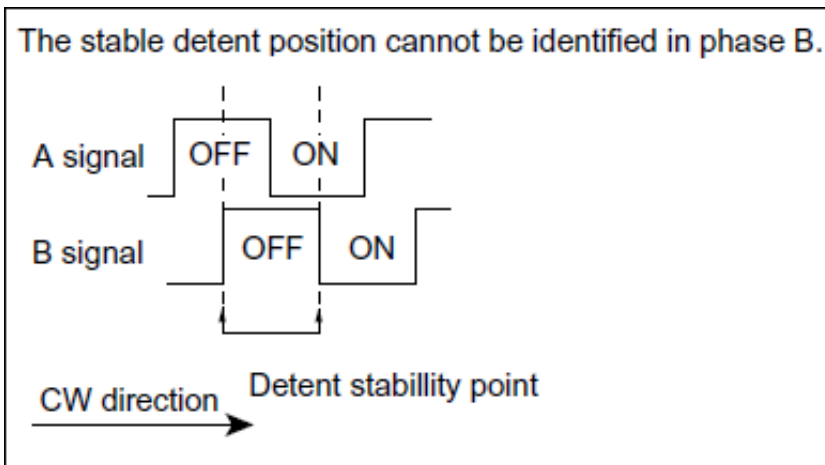 The stable detent position cannot be identified in phase B.
A signal OFF ON
B signal OFF ON
Detent stabillity point
CW direction